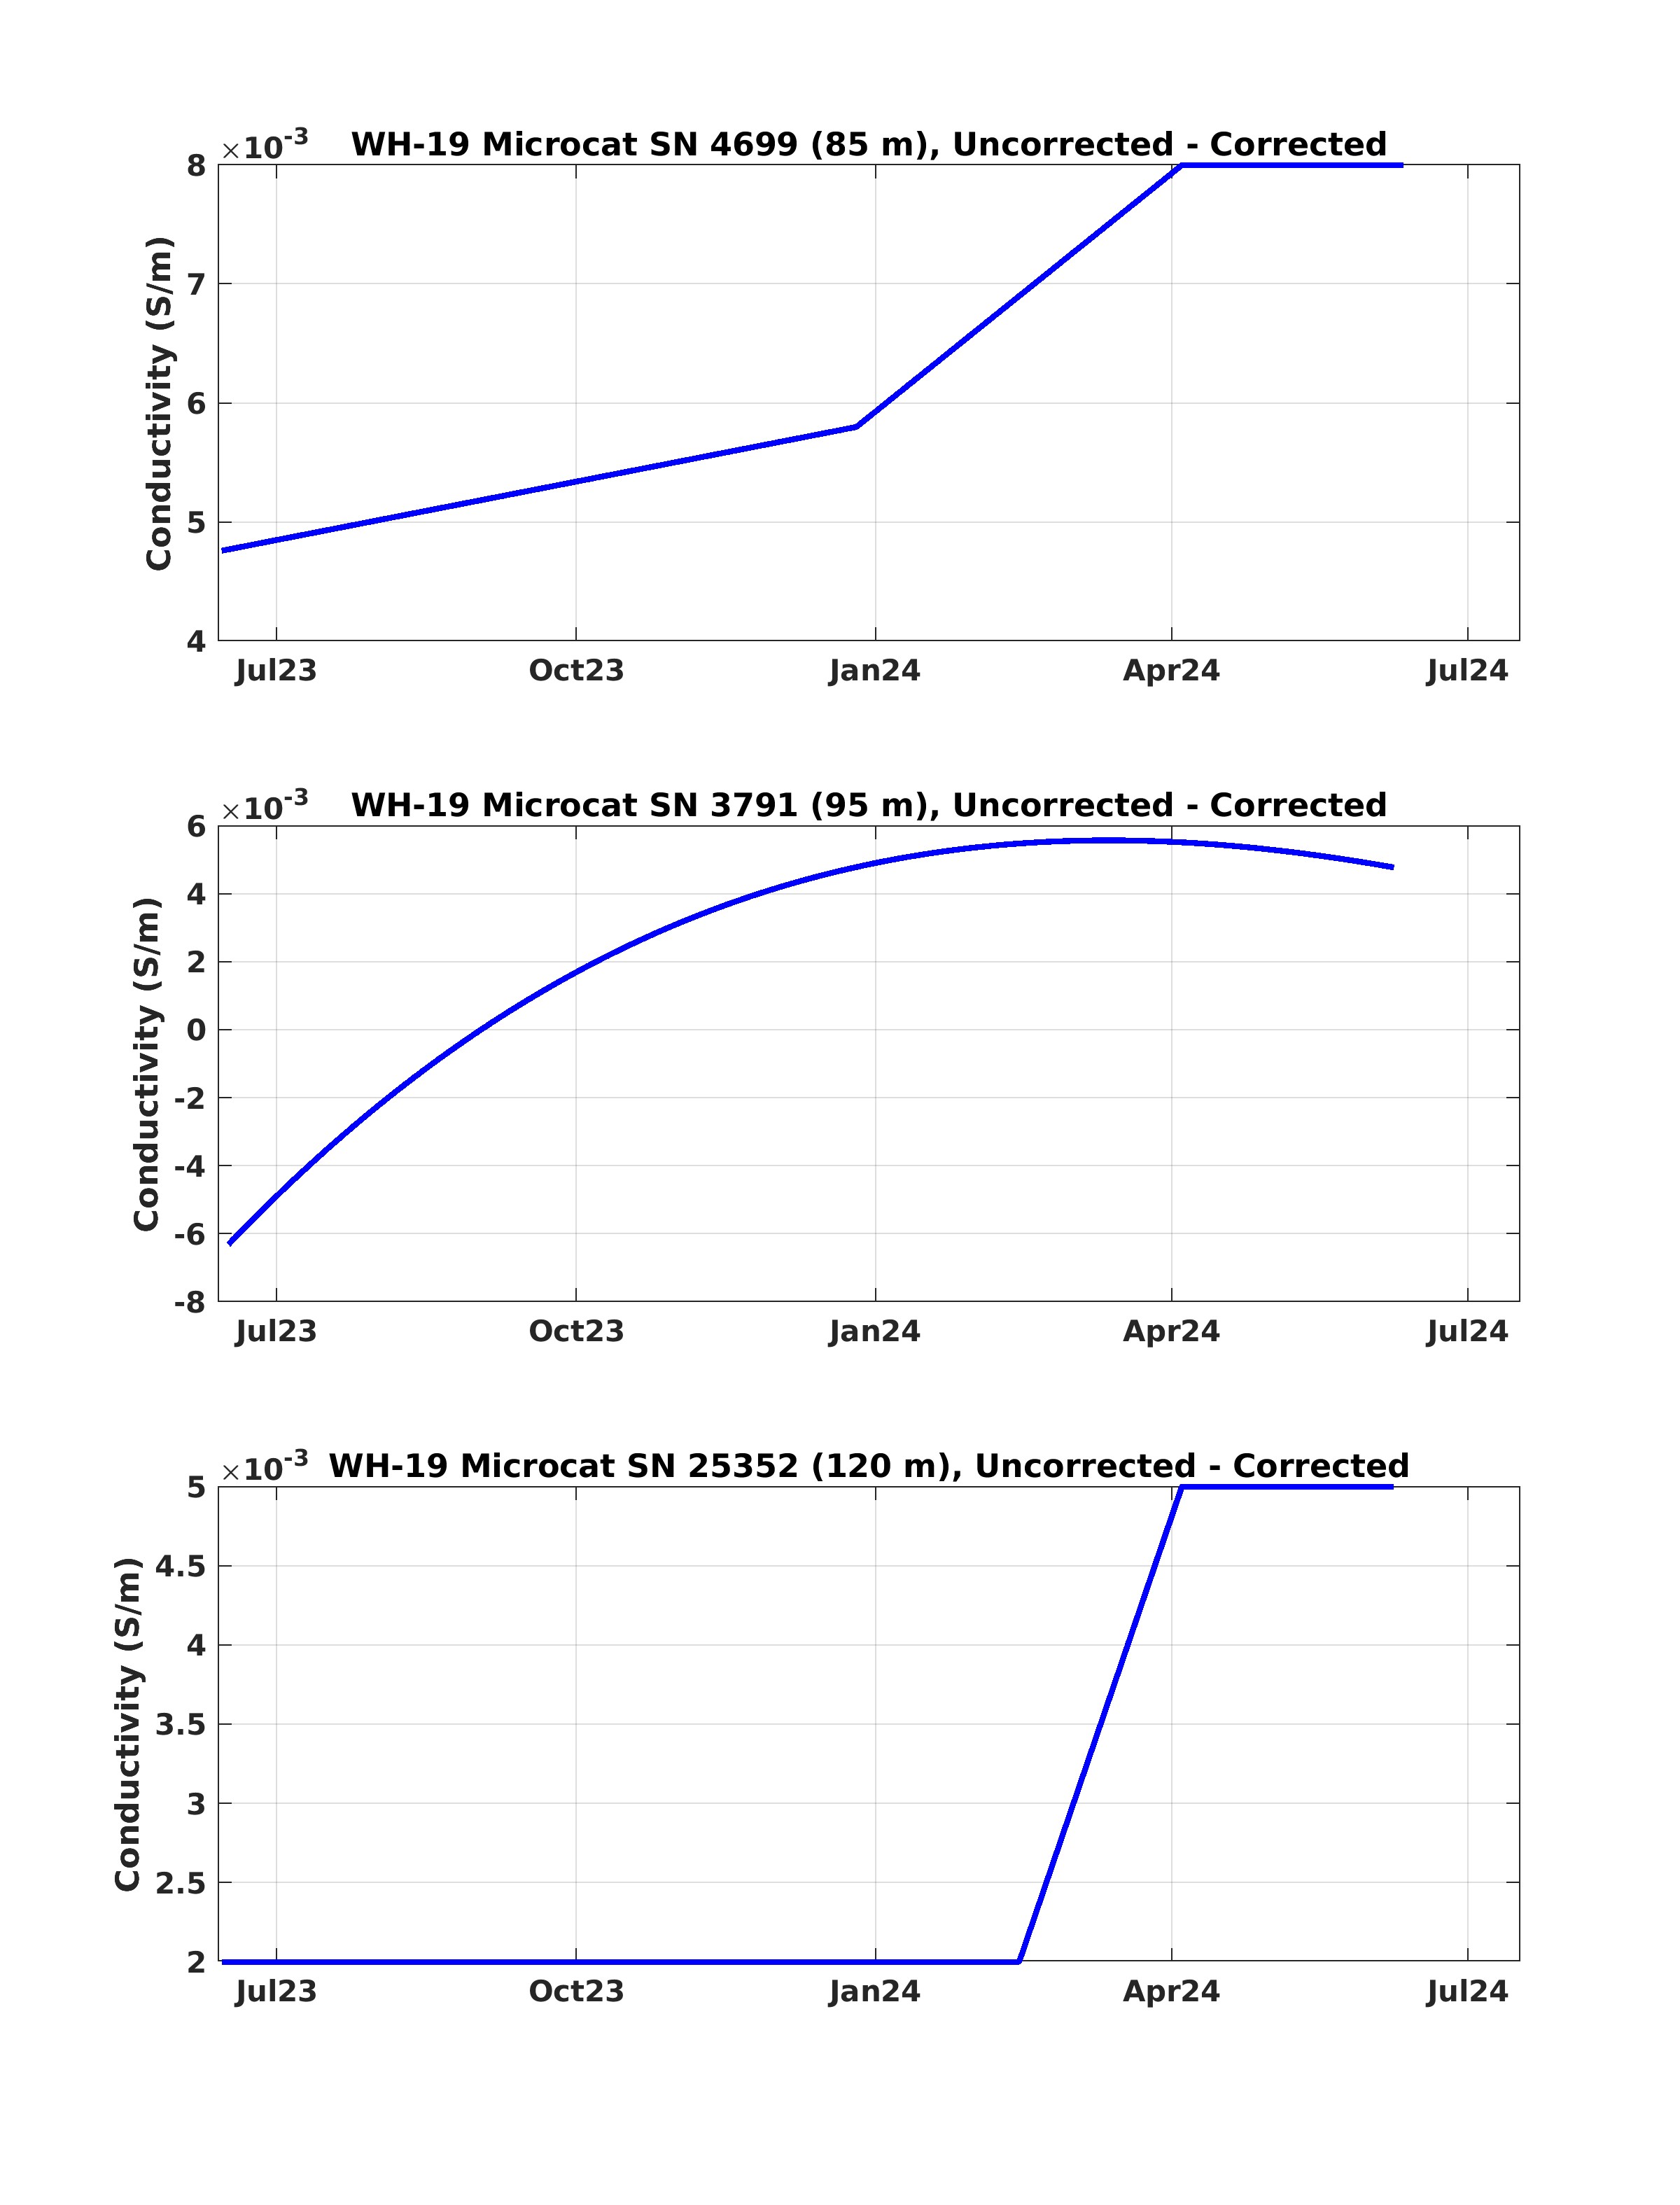 ×10-3 WH-19 Microcat SN 4699 (85 m), Uncorrected - Corrected
8
7
6
5
4
Conductivity (S/m)
Jul23 Oct23 Jan24 Apr24 Jul24
×10-3 WH-19 Microcat SN 3791 (95 m), Uncorrected - Corrected
6
4
2
0
-2
-4
-6
-8
Conductivity (S/m)
Jul23 Oct23 Jan24 Apr24 Jul24
×10-3 WH-19 Microcat SN 25352 (120 m), Uncorrected - Corrected
5
4.5
4
3.5
3
2.5
2
Conductivity (S/m)
Jul23 Oct23 Jan24 Apr24 Jul24